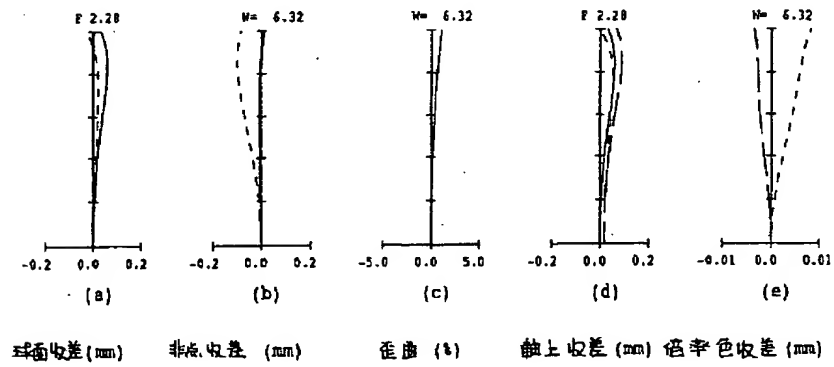 F 2.28 W= 6.32 W= 6.32 F 2.28 W= 6.32
-0.2 0.0 0.2 -0.2 0.0 0.2 -5.0 0.0 5.0 -0.2 0.0 0.2 -0.01 0.0 0.01
(a) (b) (c) (d) (e)
球面収差(mm) 非点収差 (mm) 歪曲 (%) 軸上収差(mm) 倍率色収差(mm)